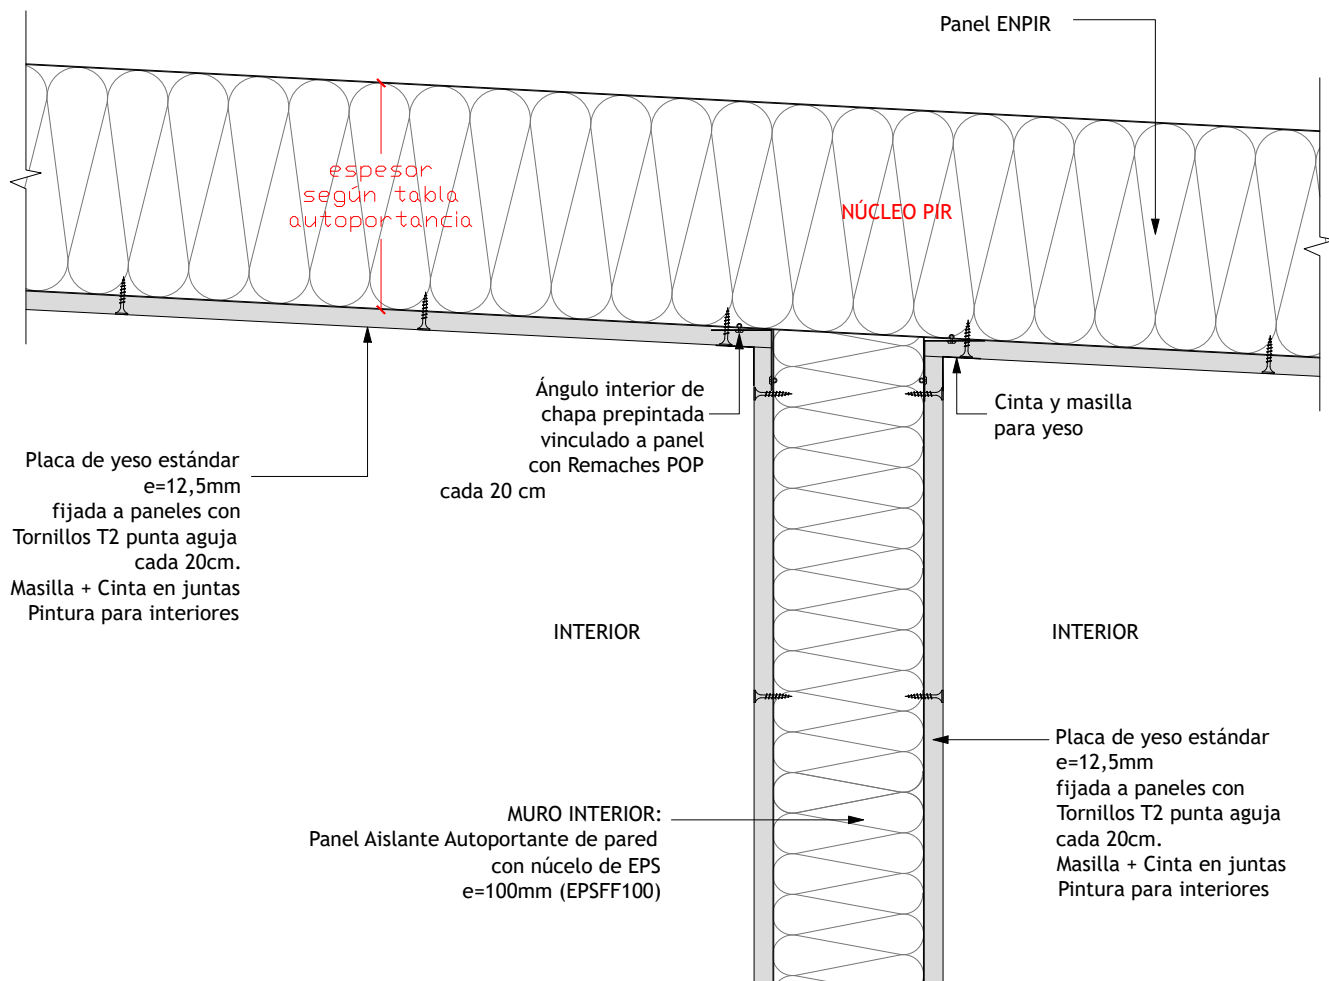 Panel ENPIR
espesor
según tabla
autoportancia
NÚCLEO PIR
Ángulo interior de
chapa prepintada
vinculado a panel
con Remaches POP
cada 20 cm
Cinta y masilla
para yeso
Placa de yeso estándar
e=12,5mm
fijada a paneles con
Tornillos T2 punta aguja
cada 20cm.
Masilla + Cinta en juntas
Pintura para interiores
INTERIOR
INTERIOR
Placa de yeso estándar
e=12,5mm
fijada a paneles con
Tornillos T2 punta aguja
cada 20cm.
Masilla + Cinta en juntas
Pintura para interiores
MURO INTERIOR:
Panel Aislante Autoportante de pared
con núcelo de EPS
e=100mm (EPSFF100)